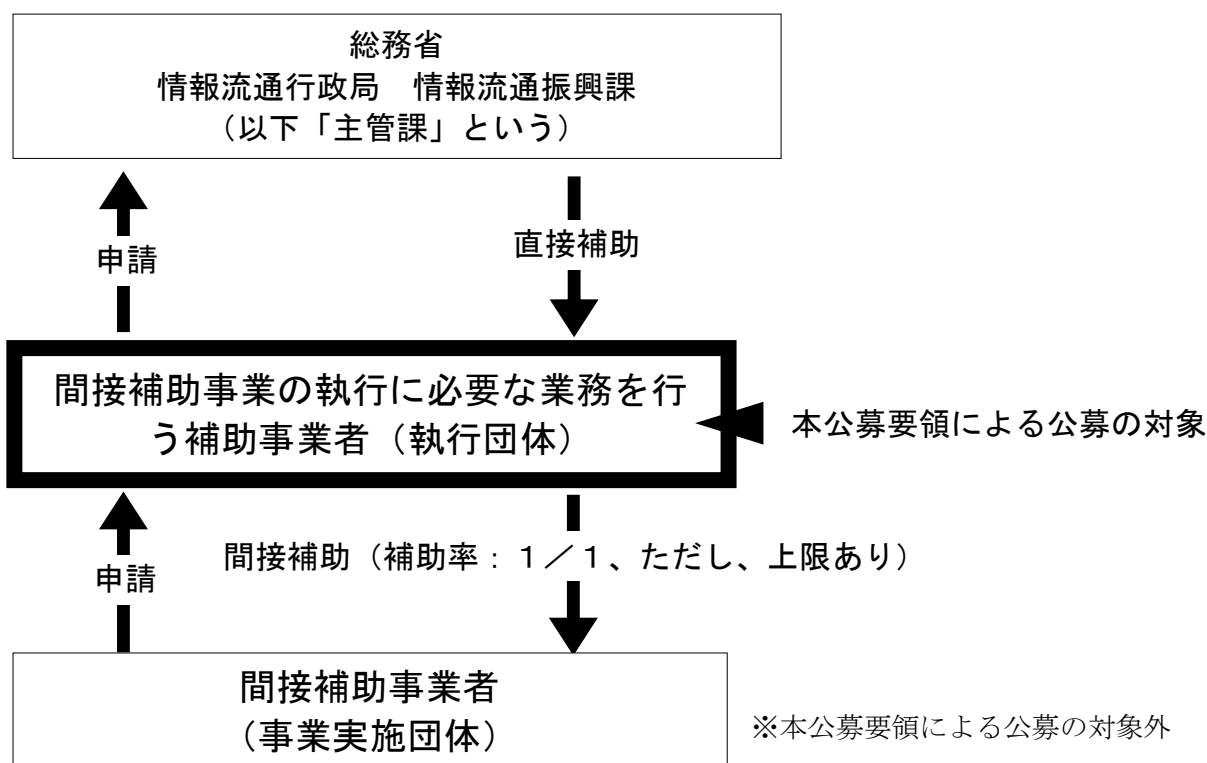 総務省
情報流通行政局　情報流通振興課
（以下「主管課」という）
申請
直接補助
間接補助事業の執行に必要な業務を行
う補助事業者（執行団体）
本公募要領による公募の対象
申請
間接補助（補助率：１／１、ただし、上限あり）
間接補助事業者
（事業実施団体）
※本公募要領による公募の対象外